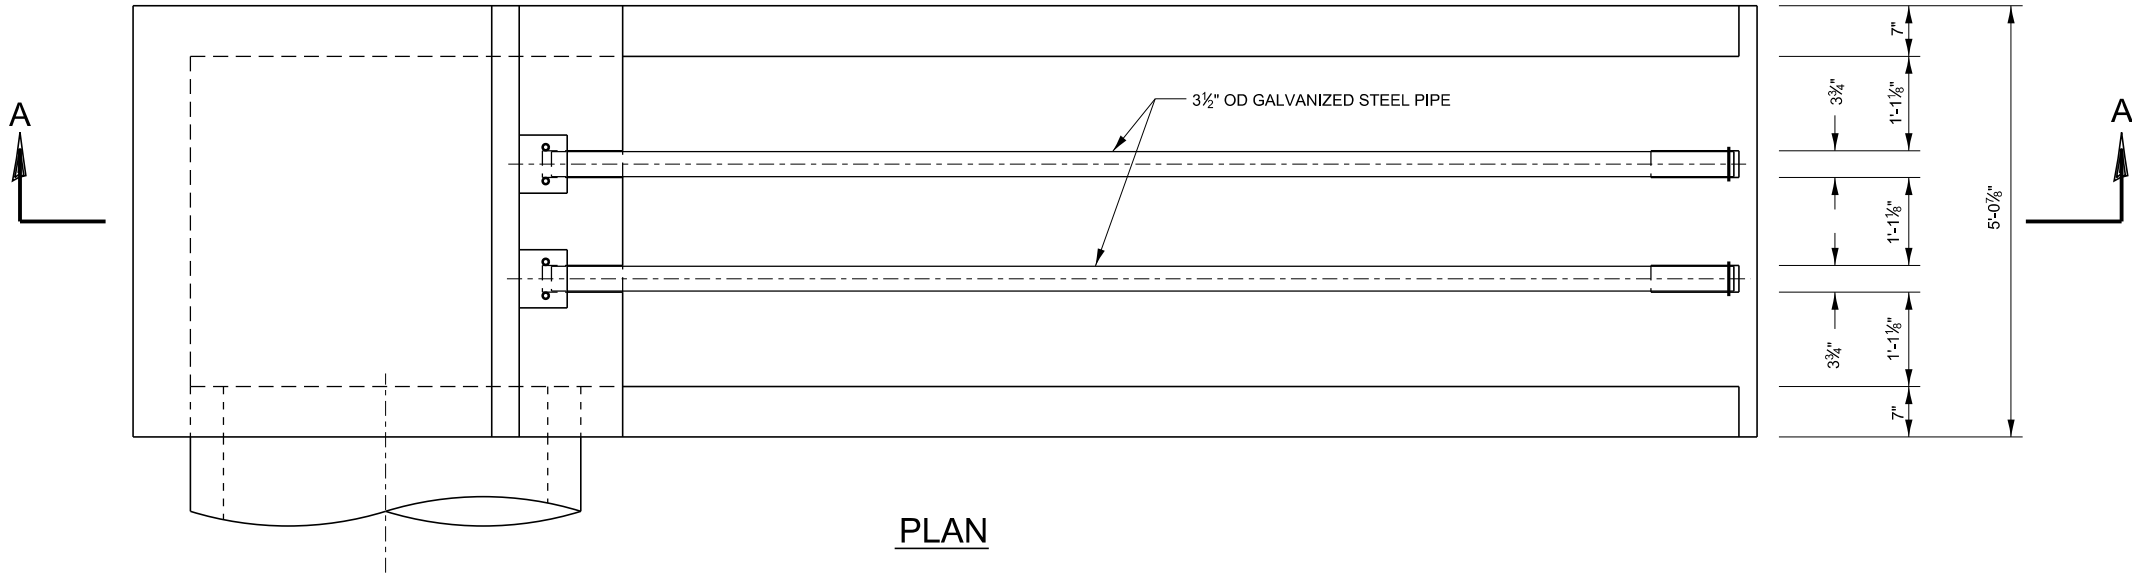 7"
3¾"
1'-1⅛"
A
3½" OD GALVANIZED STEEL PIPE
A
1'-1⅛"
5'-0⅞"
3¾"
1'-1⅛"
7"
PLAN